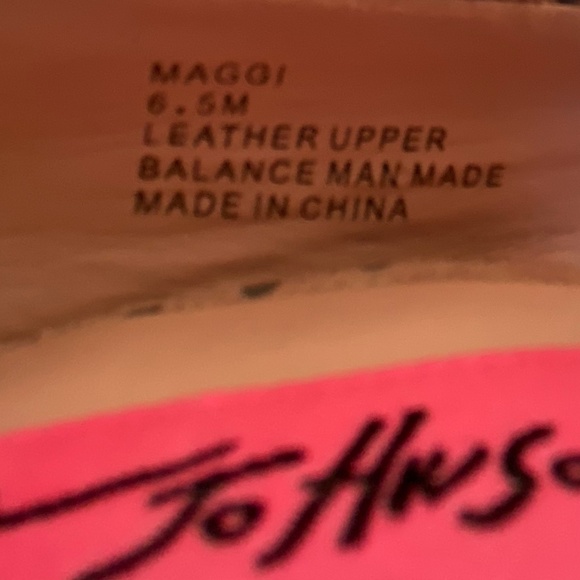 MAGGI
6.5M
LEATHER UPPER
BALANCE MAN MADE
MADE IN CHINA
JOHNSO